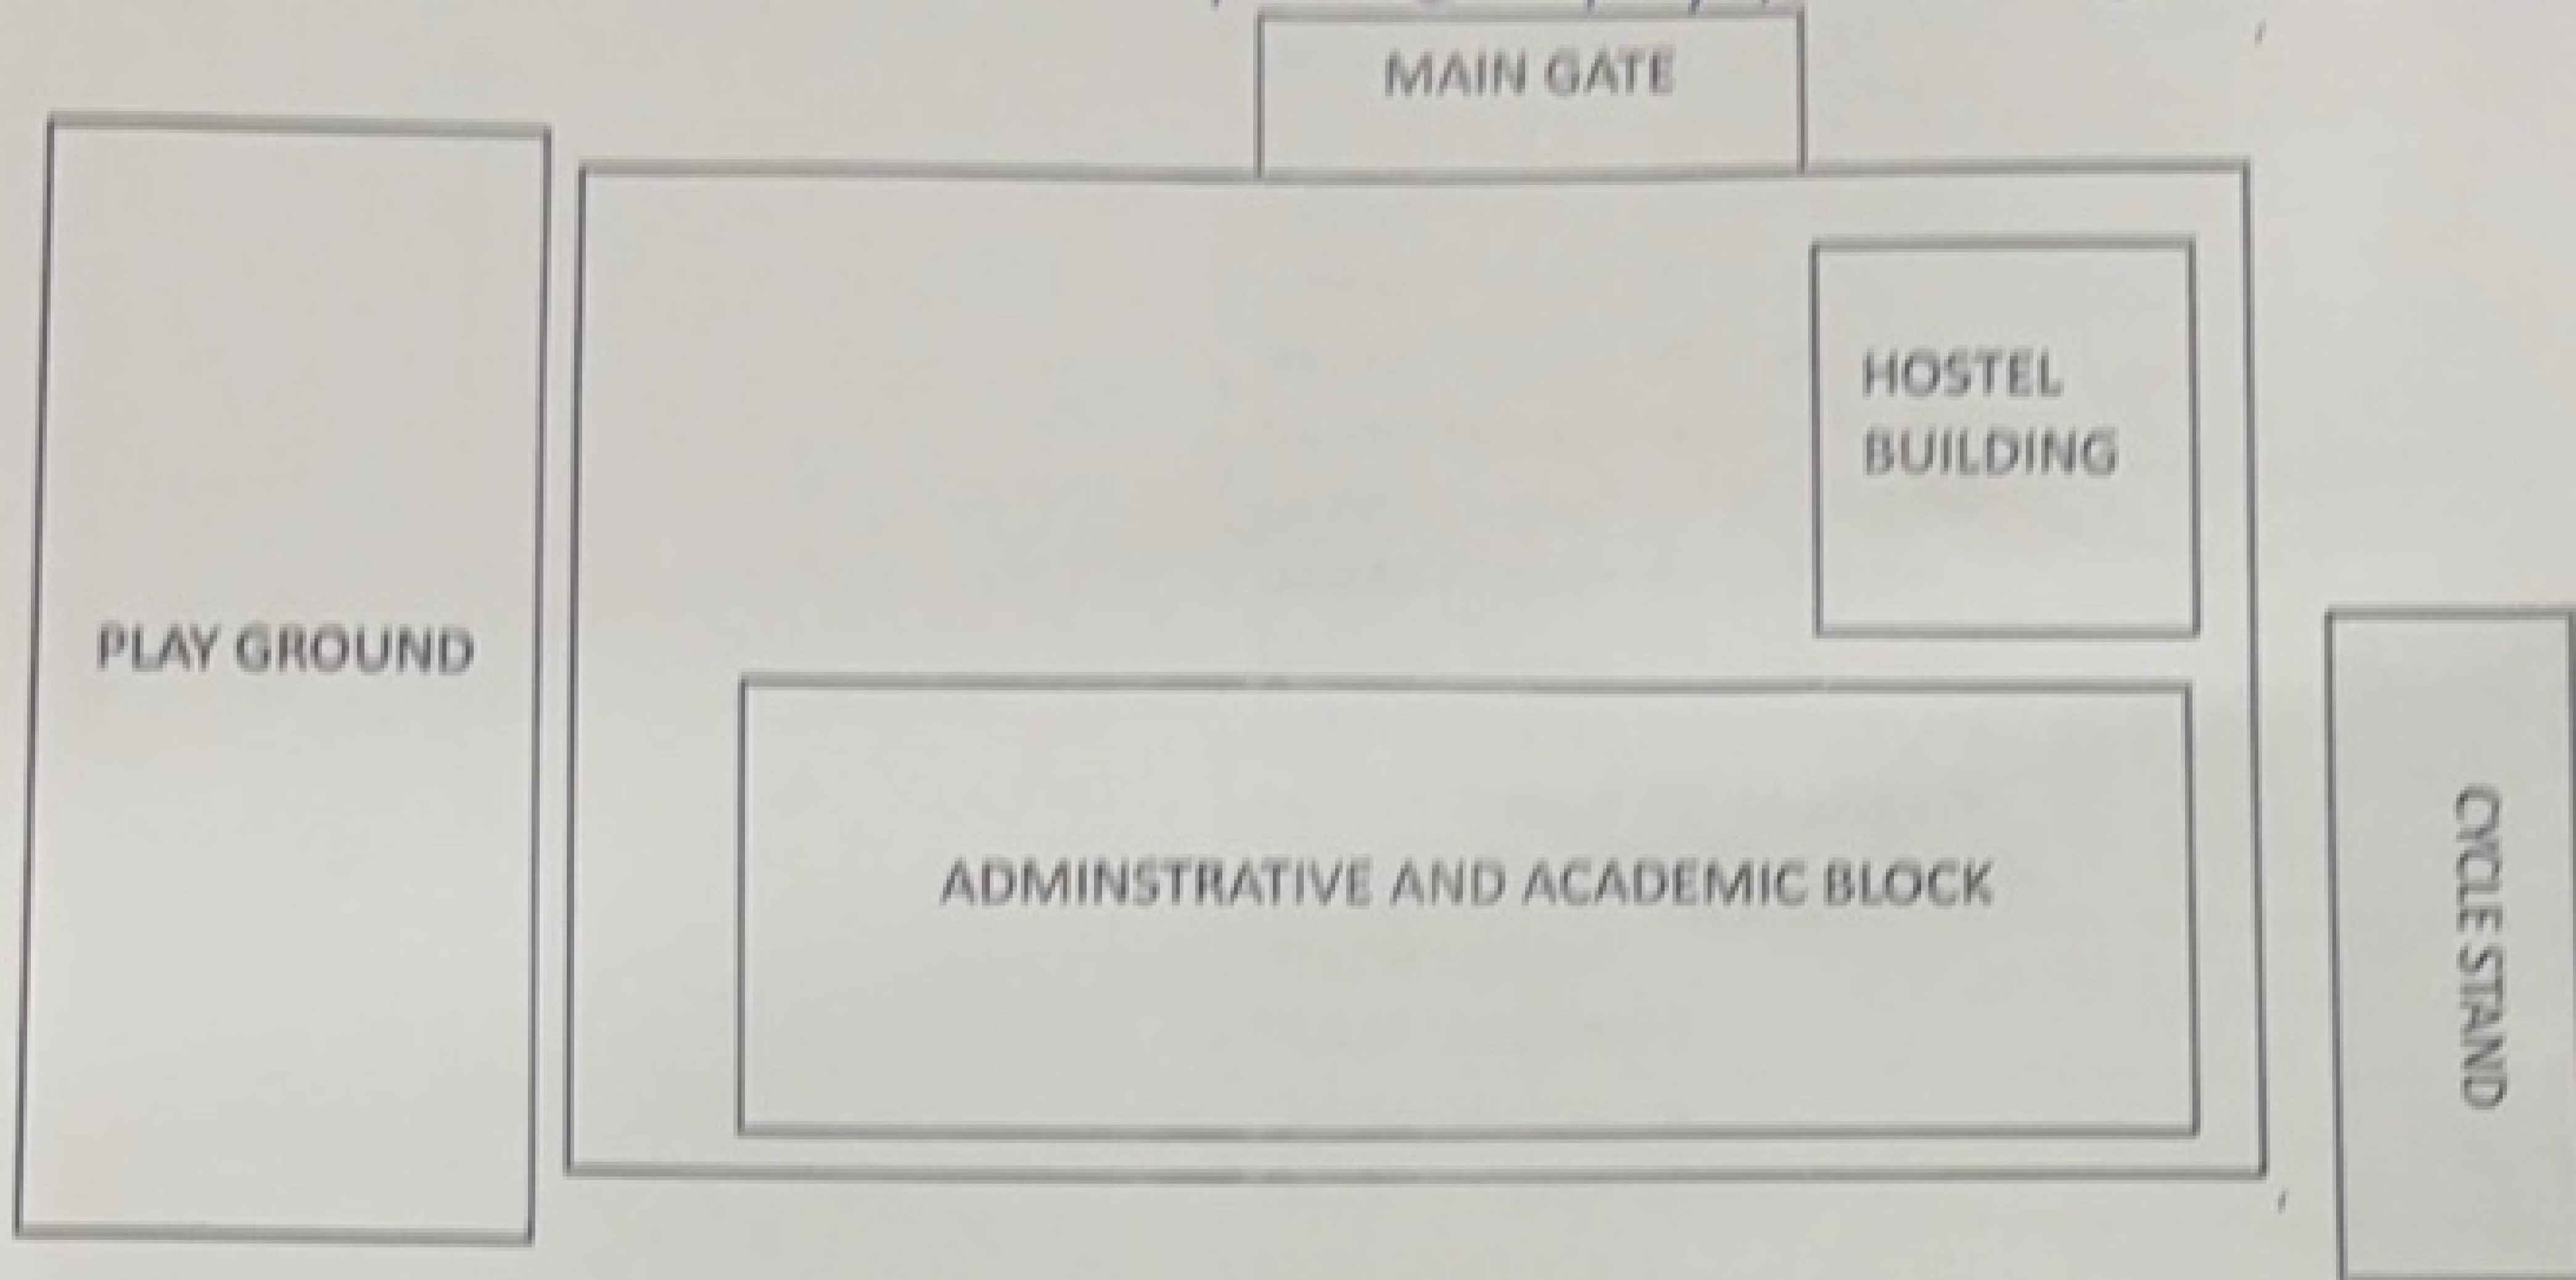 MAIN GATE
HOSTEL
BUILDING
PLAY GROUND
ADMINSTRATIVE AND ACADEMIC BLOCK
CYCLE STAND